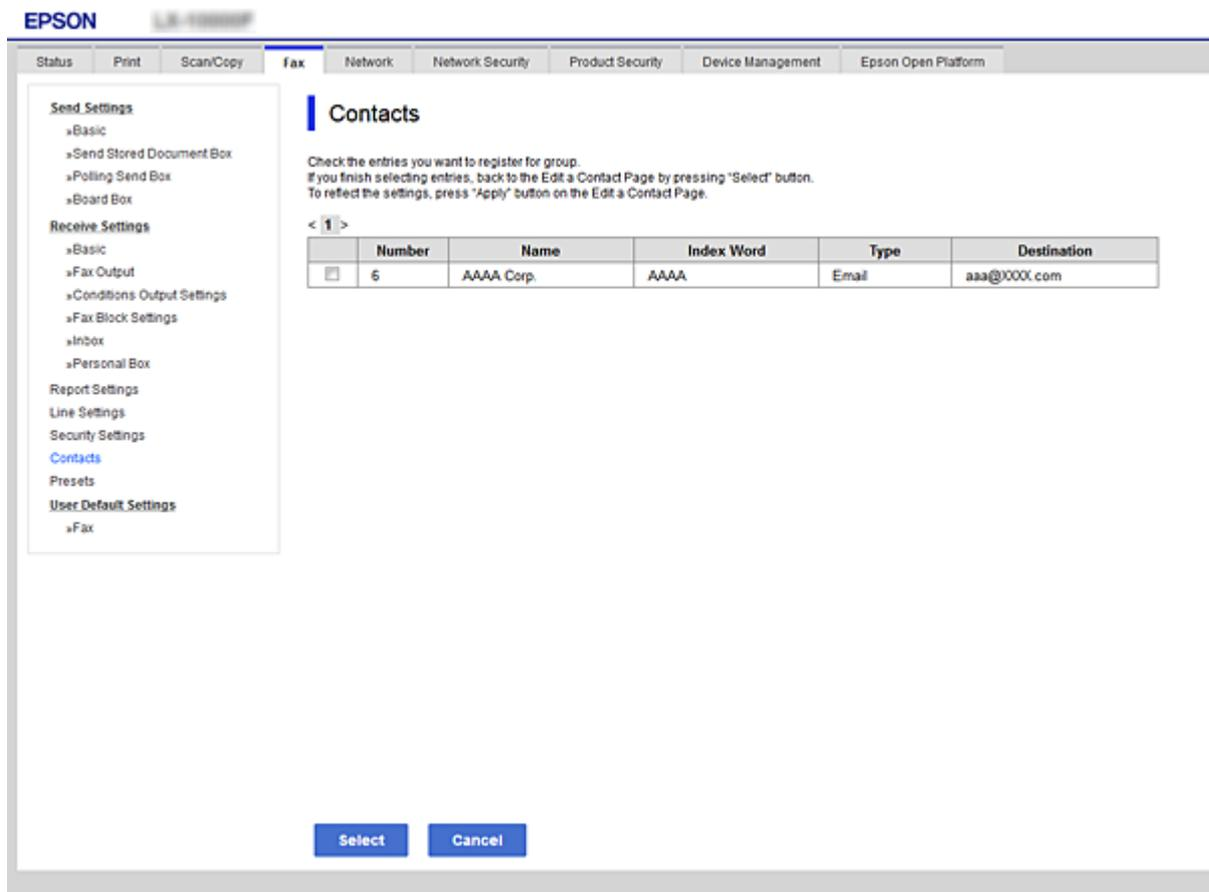 EPSON
Status Print Scan/Copy Fax Network Network Security Product Security Device Management Epson Open Platform
Send Settings
»Basic
»Send Stored Document Box
»Polling Send Box
»Board Box
Receive Settings
»Basic
»Fax Output
»Conditions Output Settings
»Fax Block Settings
»Inbox
»Personal Box
Report Settings
Line Settings
Security Settings
Contacts
Presets
User Default Settings
»Fax
Contacts
Check the entries you want to register for group.
If you finish selecting entries, back to the Edit a Contact Page by pressing "Select" button.
To reflect the settings, press "Apply" button on the Edit a Contact Page.
< 1 >
Number Name Index Word Type Destination
6 AAAA Corp. AAAA Email aaa@XXXX.com
Select Cancel